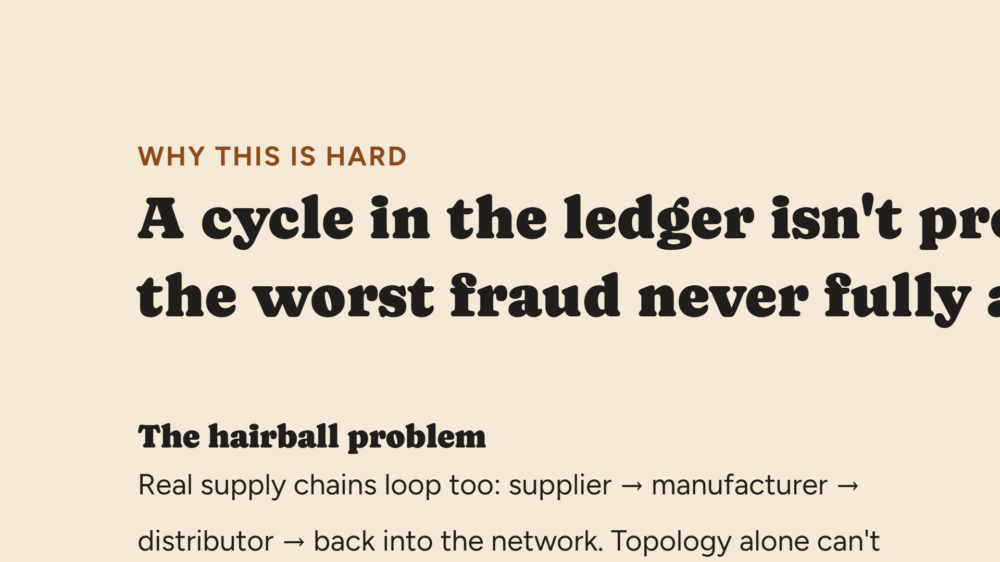 WHY THIS IS HARD
A cycle in the ledger isn't
the worst fraud never fully
The hairball problem
Real supply chains loop too: supplier → manufacturer →
distributor → back into the network. Topology alone can't